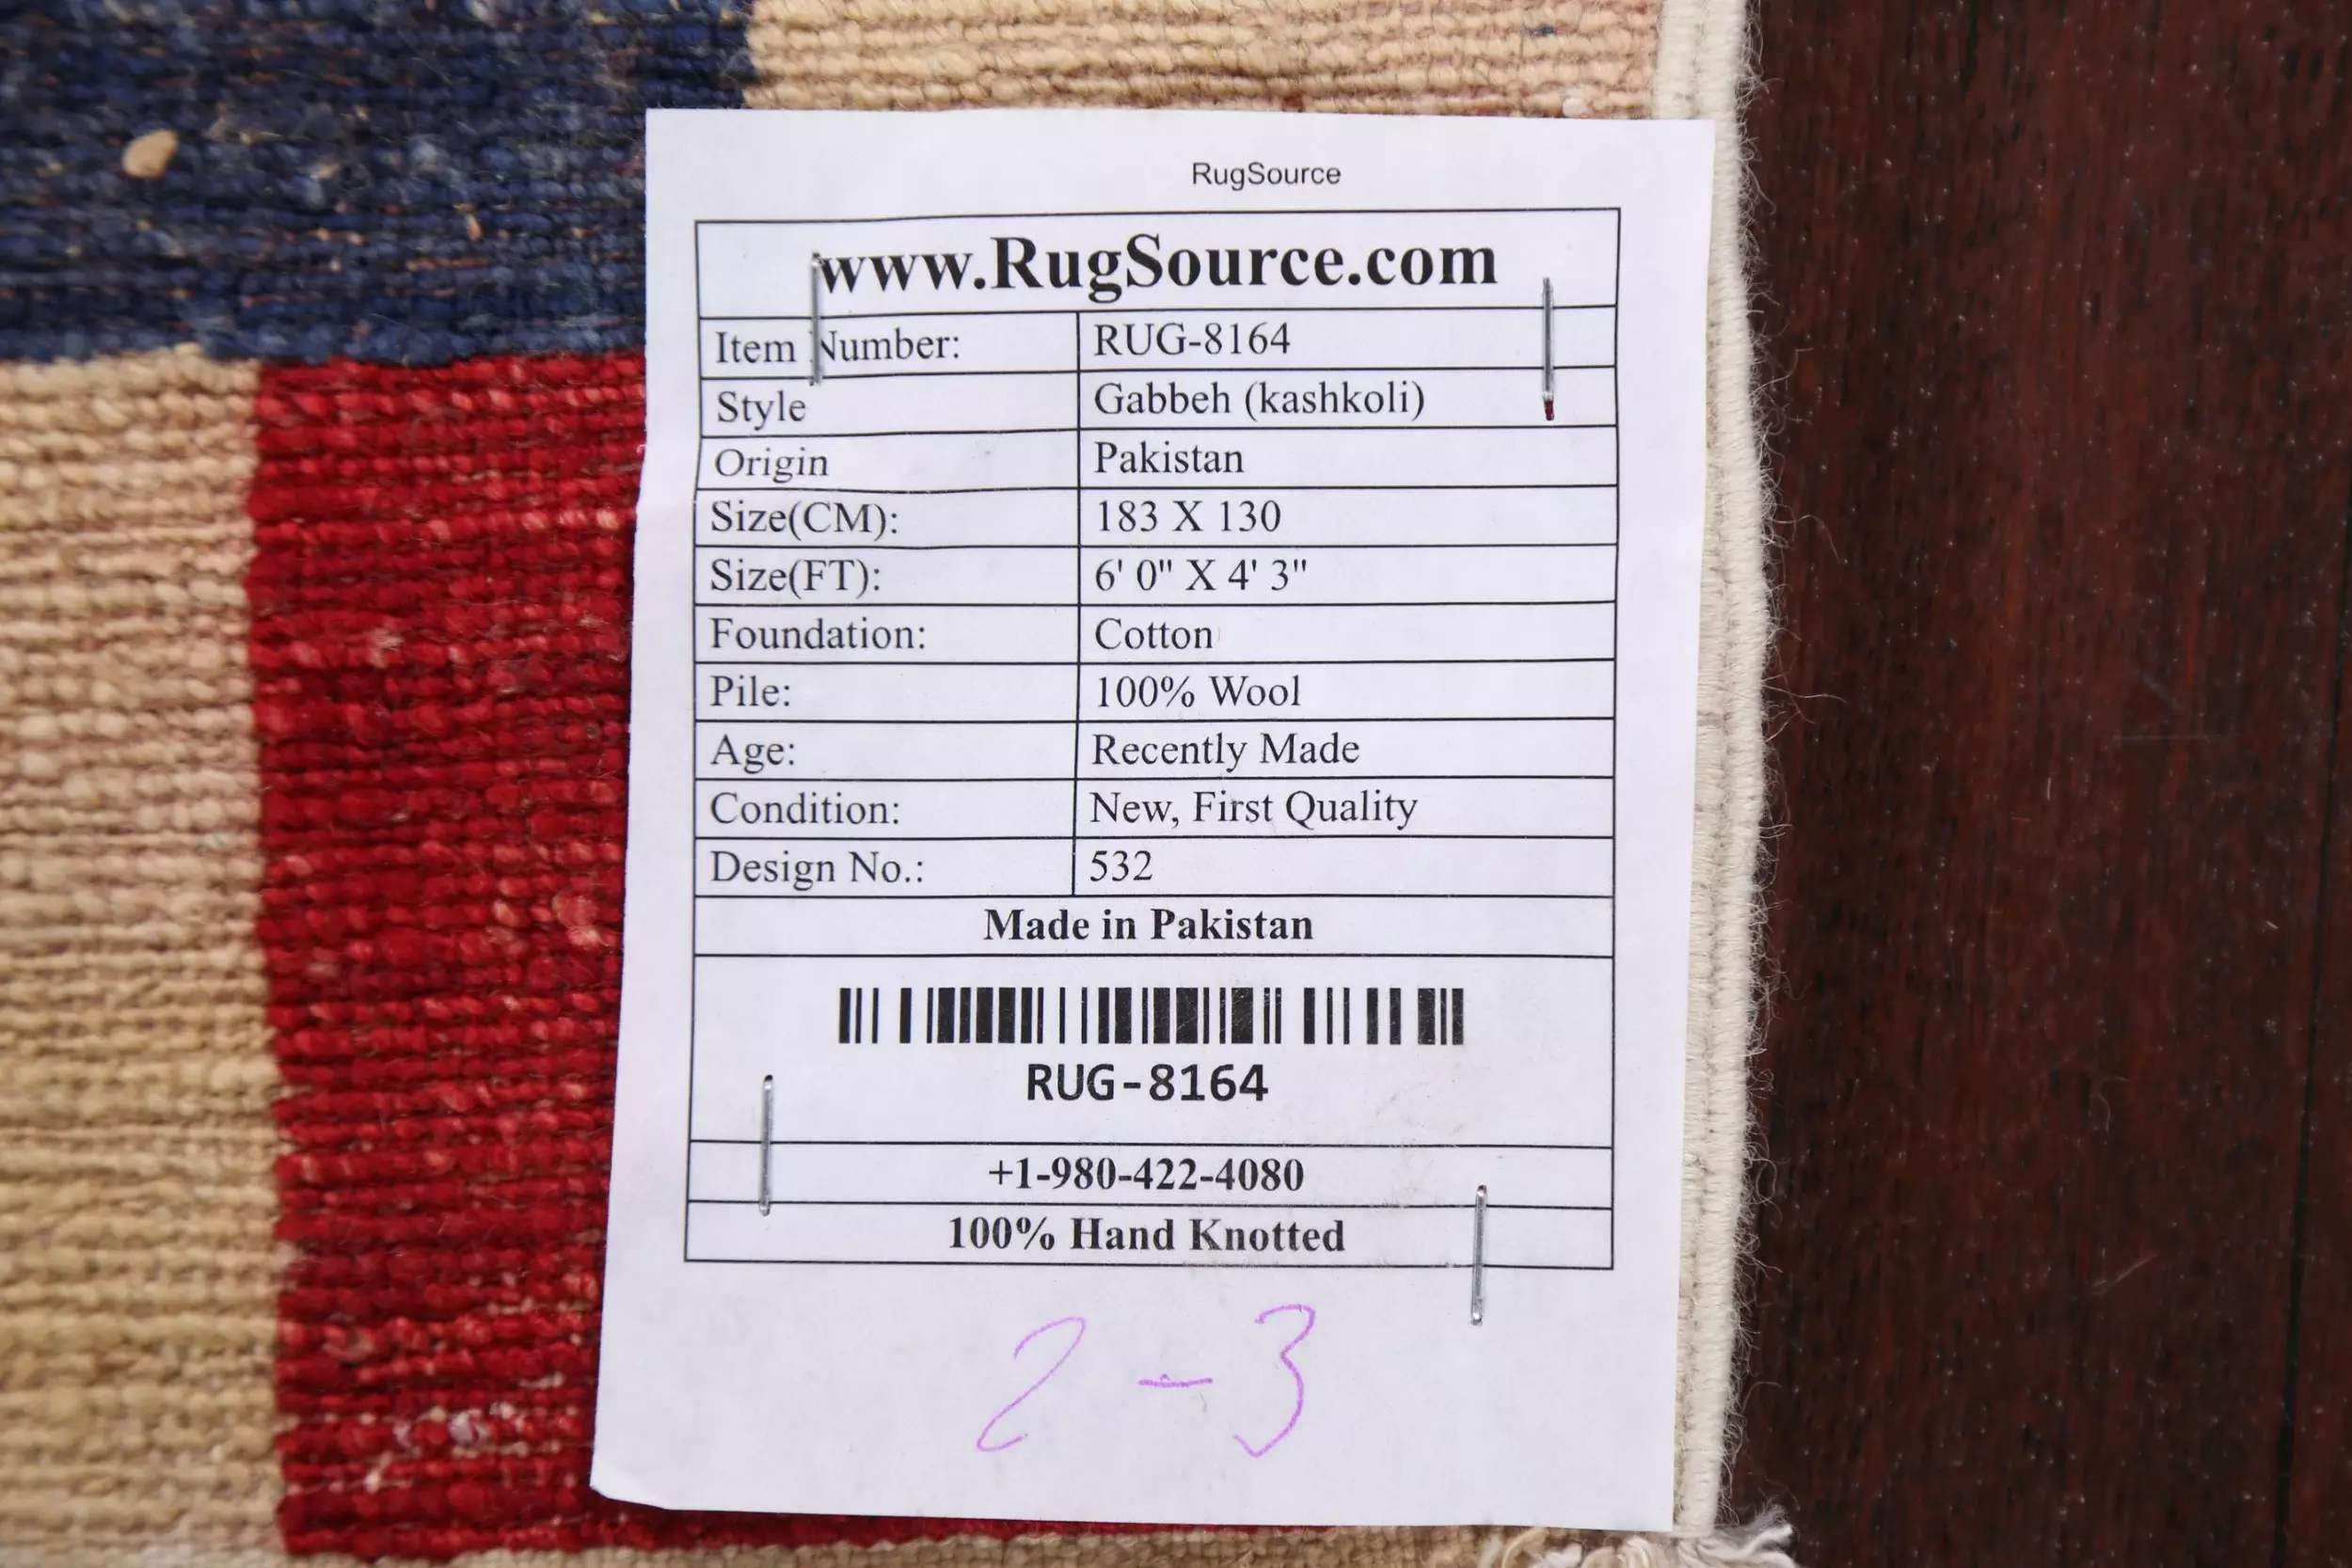 RugSource
www.RugSource.com
Item Number: RUG-8164
Style Gabbeh (kashkoli)
Origin Pakistan
Size(CM): 183 X 130
Size(FT): 6' 0" X 4' 3"
Foundation: Cotton
Pile: 100% Wool
Age: Recently Made
Condition: New, First Quality
Design No.: 532
Made in Pakistan
RUG-8164
+1-980-422-4080
100% Hand Knotted
2-3